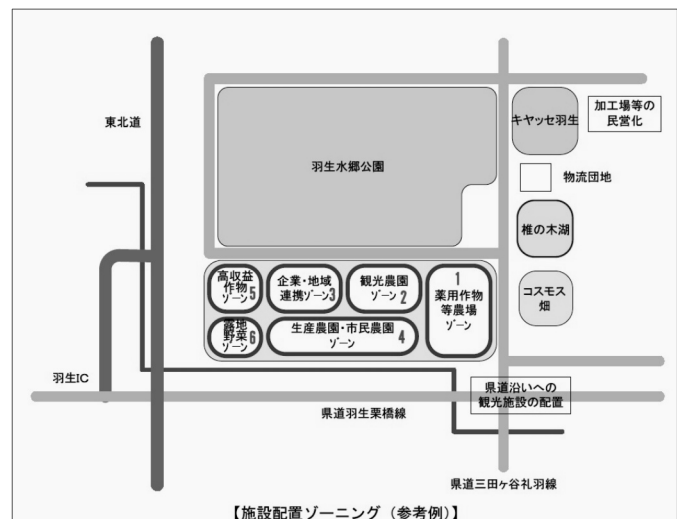 東北道
羽生水郷公園
キヤッセ羽生
加工場等の
民営化
物流団地
椎の木湖
コスモス
畑
高収益
作物
ゾーン5
企業・地域
連携ゾーン3
観光農園
ゾーン 2
1
薬用作物
等農場
ゾーン
露地
野菜6
ゾーン
生産農園・市民農園
ゾーン 4
羽生IC
県道沿いへの
観光施設の配置
県道羽生栗橋線
県道三田ヶ谷礼羽線
【施設配置ゾーニング（参考例）】